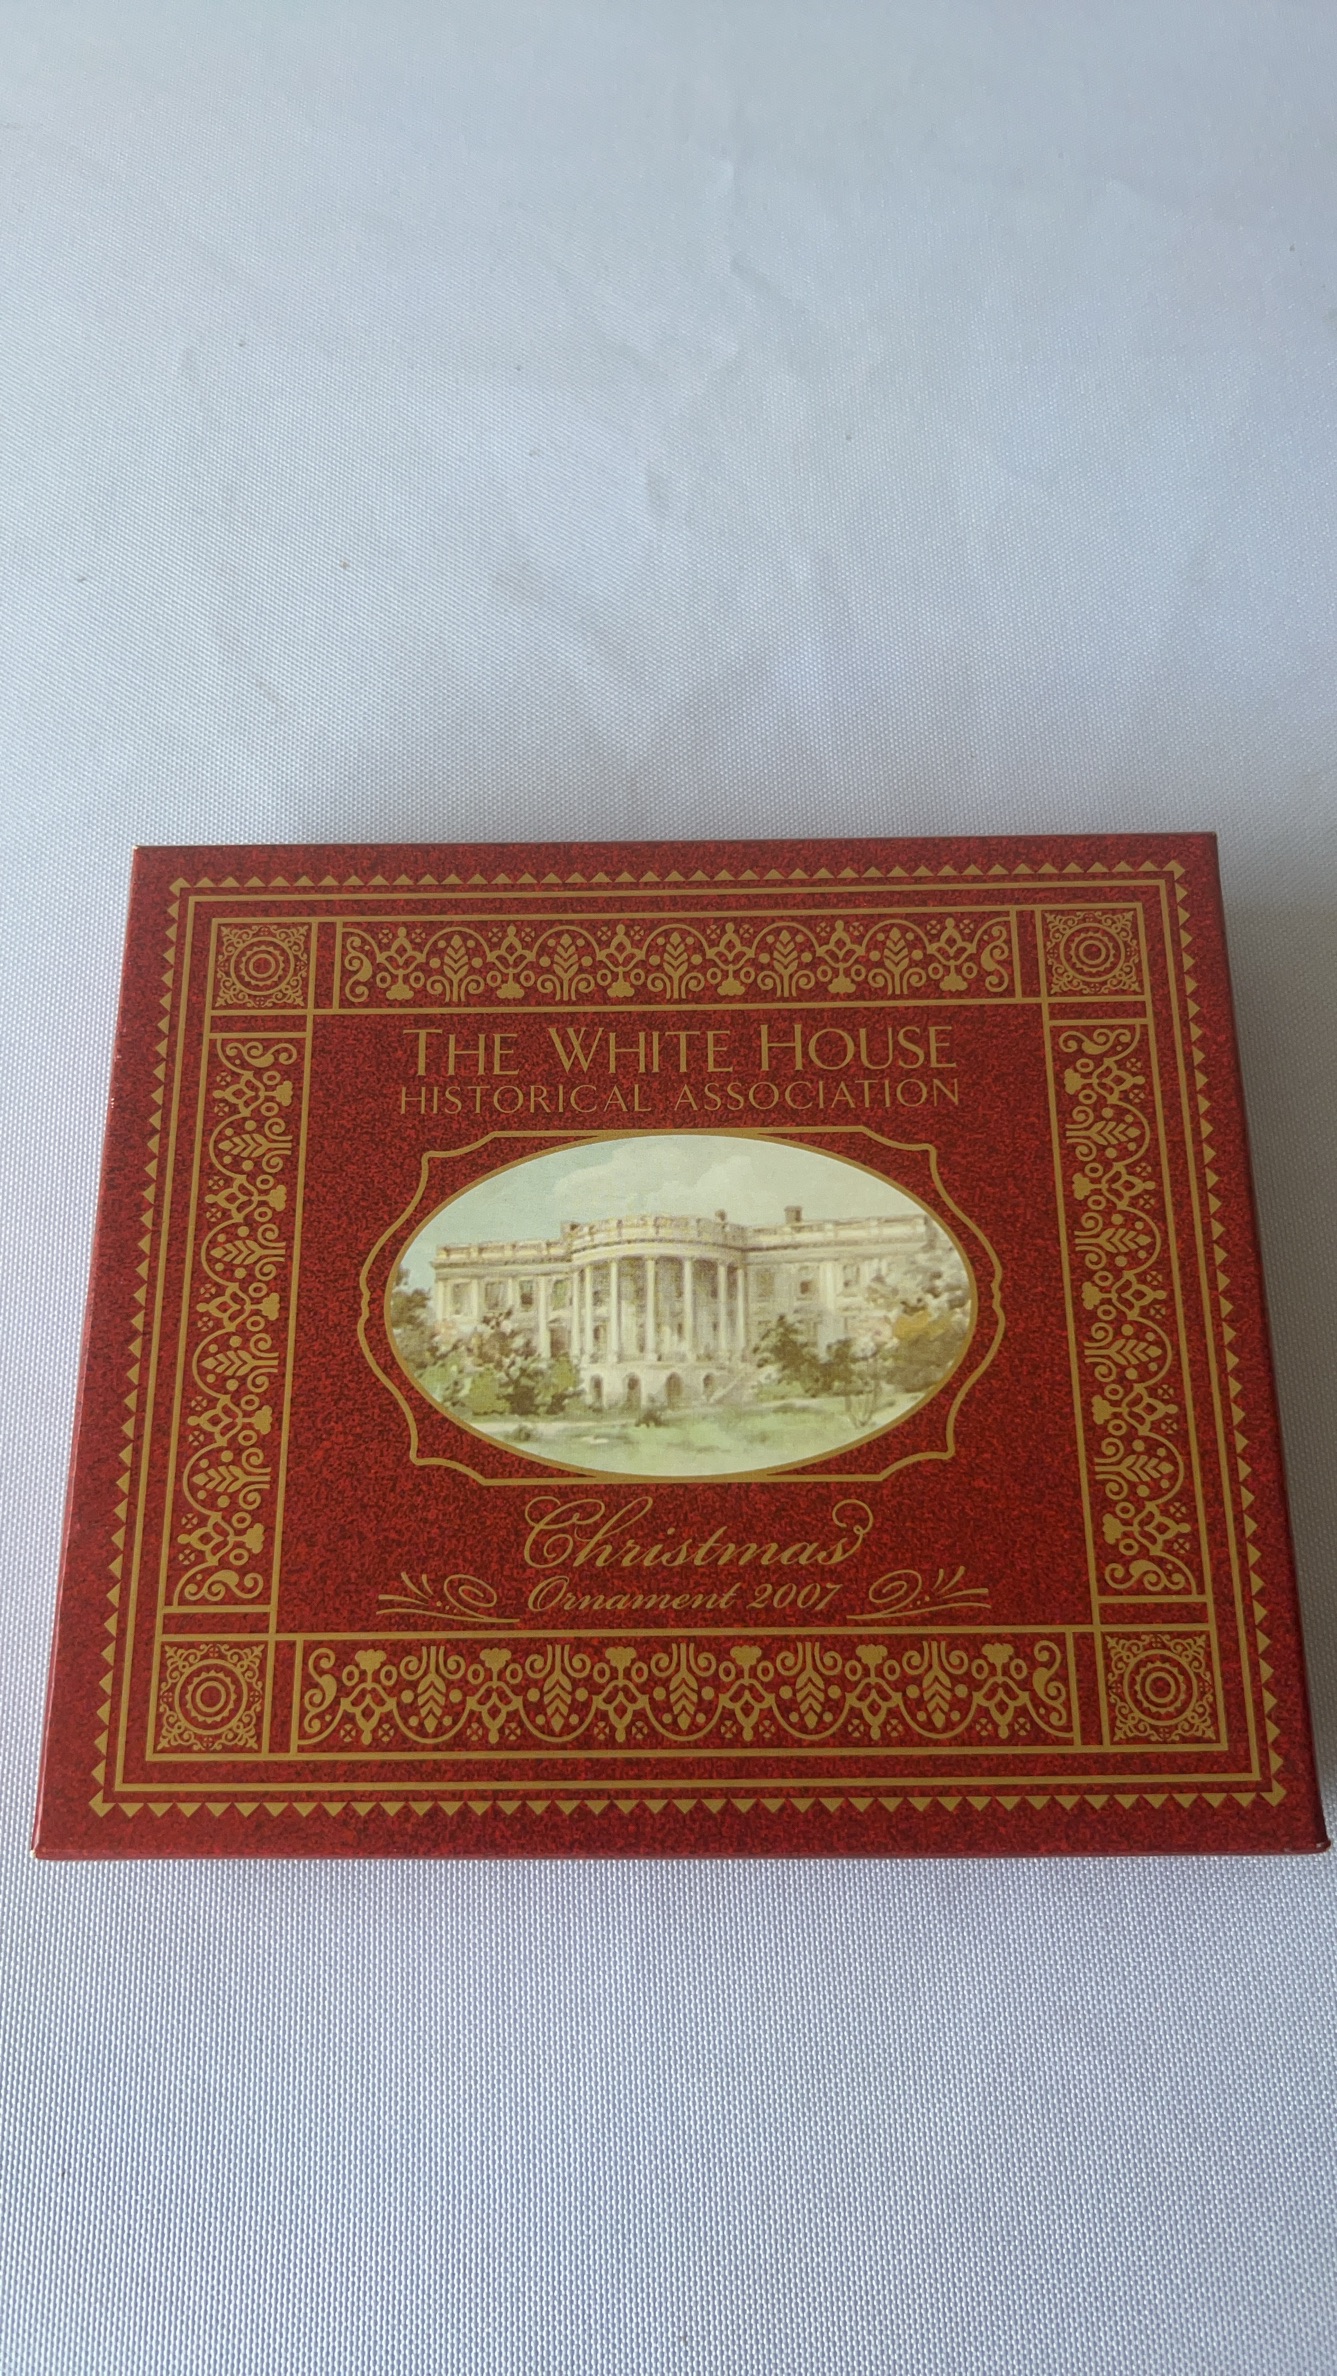 THE WHITE HOUSE
HISTORICAL ASSOCIATION
Christmas
Ornament 2007